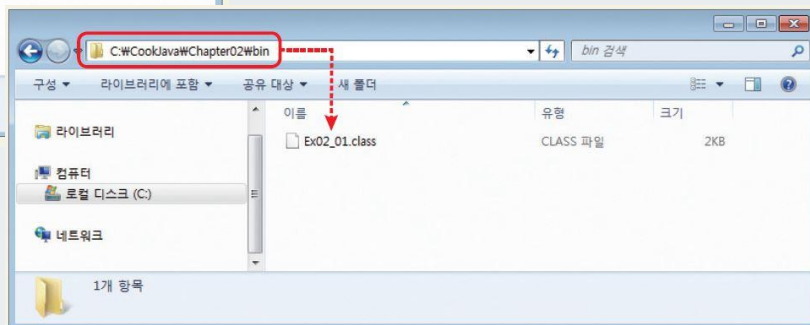 C:₩CookJava₩Chapter02₩bin
bin 검색
구성 라이브러리에 포함 공유 대상 새 폴더
이름 유형 크기
라이브러리
Ex02_01.class CLASS 파일 2KB
컴퓨터
로컬 디스크 (C:)
네트워크
1개 항목